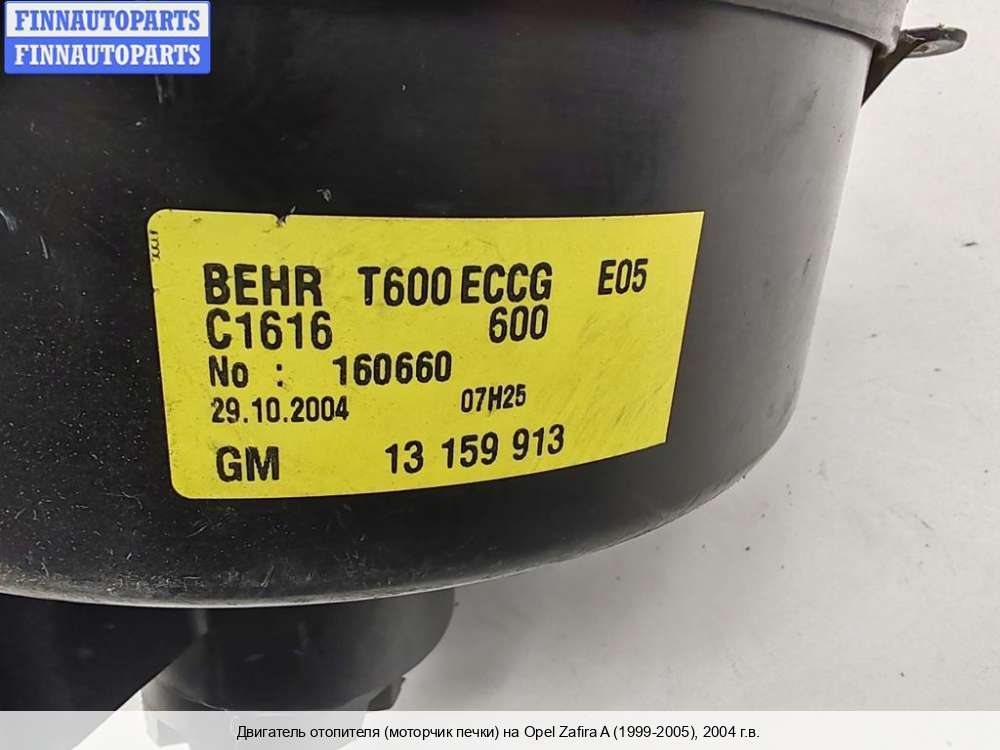 FINNAUTOPARTS
FINNAUTOPARTS
BEHR T600 ECCG E05
C1616 600
No : 160660
29.10.2004 07H25
GM 13 159 913
Двигатель отопителя (моторчик печки) на Opel Zafira A (1999-2005), 2004 г.в.